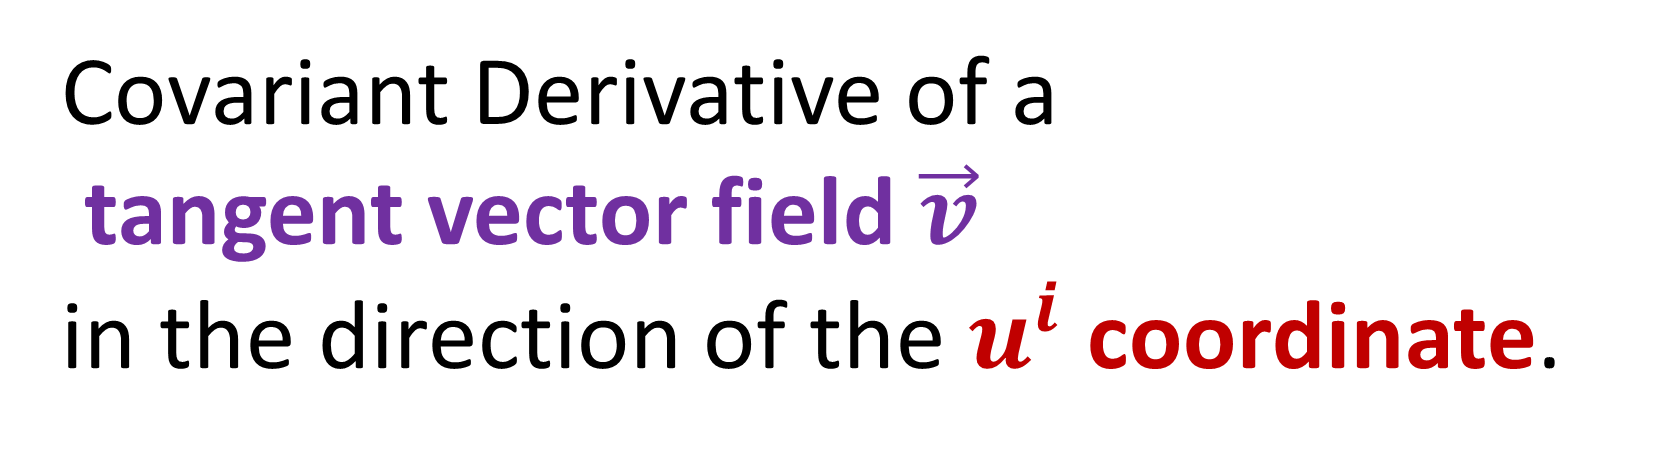 Covariant Derivative of a
tangent vector field v⃗
in the direction of the uⁱ coordinate.